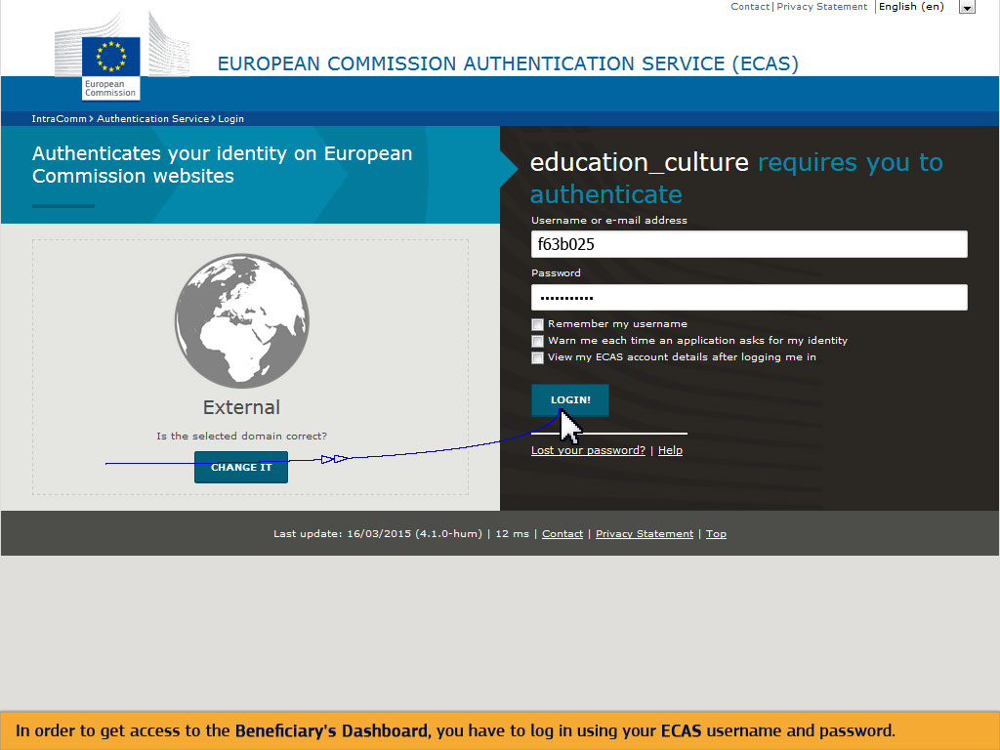 Contact | Privacy Statement English (en)
European
Commission
EUROPEAN COMMISSION AUTHENTICATION SERVICE (ECAS)
IntraComm > Authentication Service > Login
Authenticates your identity on European
Commission websites
External
Is the selected domain correct?
CHANGE IT
education_culture requires you to
authenticate
Username or e-mail address
f63b025
Password
•••••••••••
Remember my username
Warn me each time an application asks for my identity
View my ECAS account details after logging me in
LOGIN!
Lost your password? | Help
Last update: 16/03/2015 (4.1.0-hum) | 12 ms | Contact | Privacy Statement | Top
In order to get access to the Beneficiary's Dashboard, you have to log in using your ECAS username and password.